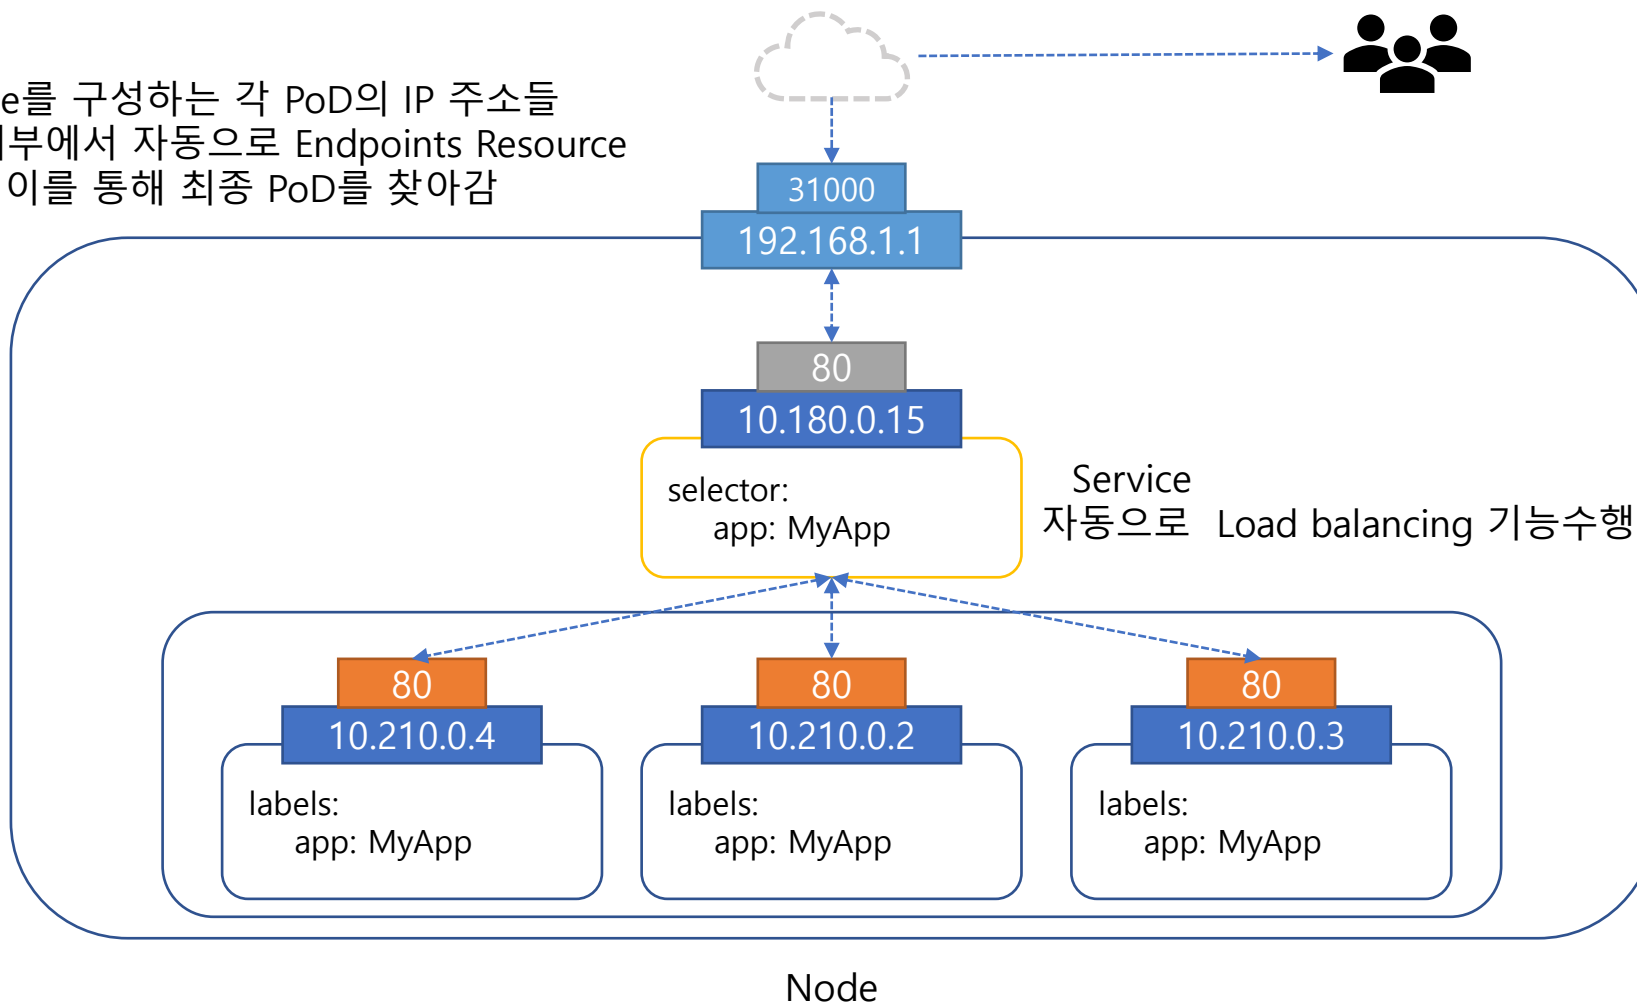 e를 구성하는 각 PoD의 IP 주소들
부에서 자동으로 Endpoints Resource
이를 통해 최종 PoD를 찾아감
31000
192.168.1.1
80
10.180.0.15
selector:
app: MyApp
Service
자동으로 Load balancing 기능수행
80
10.210.0.4
labels:
app: MyApp
80
10.210.0.2
labels:
app: MyApp
80
10.210.0.3
labels:
app: MyApp
Node